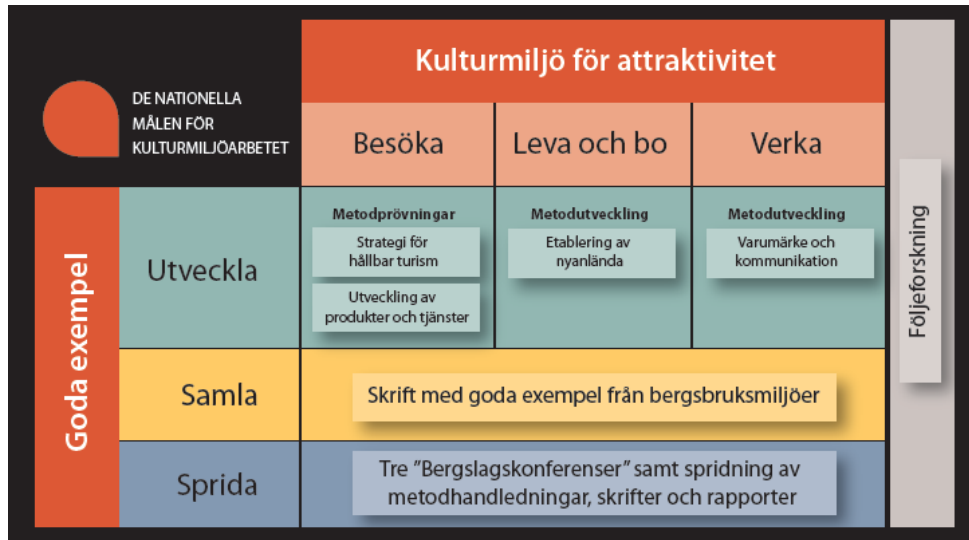 Kulturmiljö för attraktivitet
DE NATIONELLA
MÅLEN FÖR
KULTURMILJÖARBETET
Besöka
Leva och bo
Verka
Följeforskning
Goda exempel
Utveckla
Metodprövningar
Strategi för
hållbar turism
Utveckling av
produkter och tjänster
Metodutveckling
Etablering av
nyanlända
Metodutveckling
Varumärke och
kommunikation
Samla
Skrift med goda exempel från bergsbruksmiljöer
Sprida
Tre ”Bergslagskonferenser” samt spridning av
metodhandledningar, skrifter och rapporter